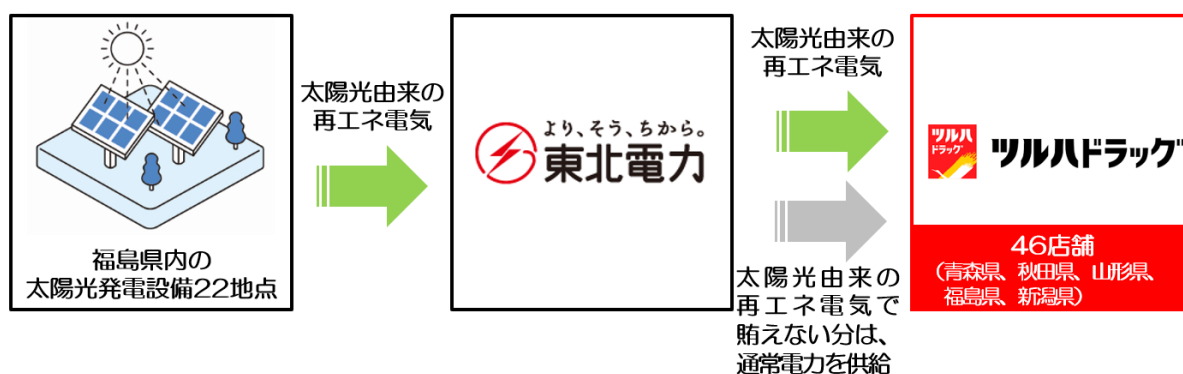 福島県内の
太陽光発電設備22地点
太陽光由来の
再エネ電気
より、そう、ちから。
東北電力
太陽光由来の
再エネ電気
太陽光由来の
再エネ電気で
賄えない分は、
通常電力を供給
ツルハ
ドラッグ
ツルハドラッグ
46店舗
(青森県、秋田県、山形県、
福島県、新潟県)